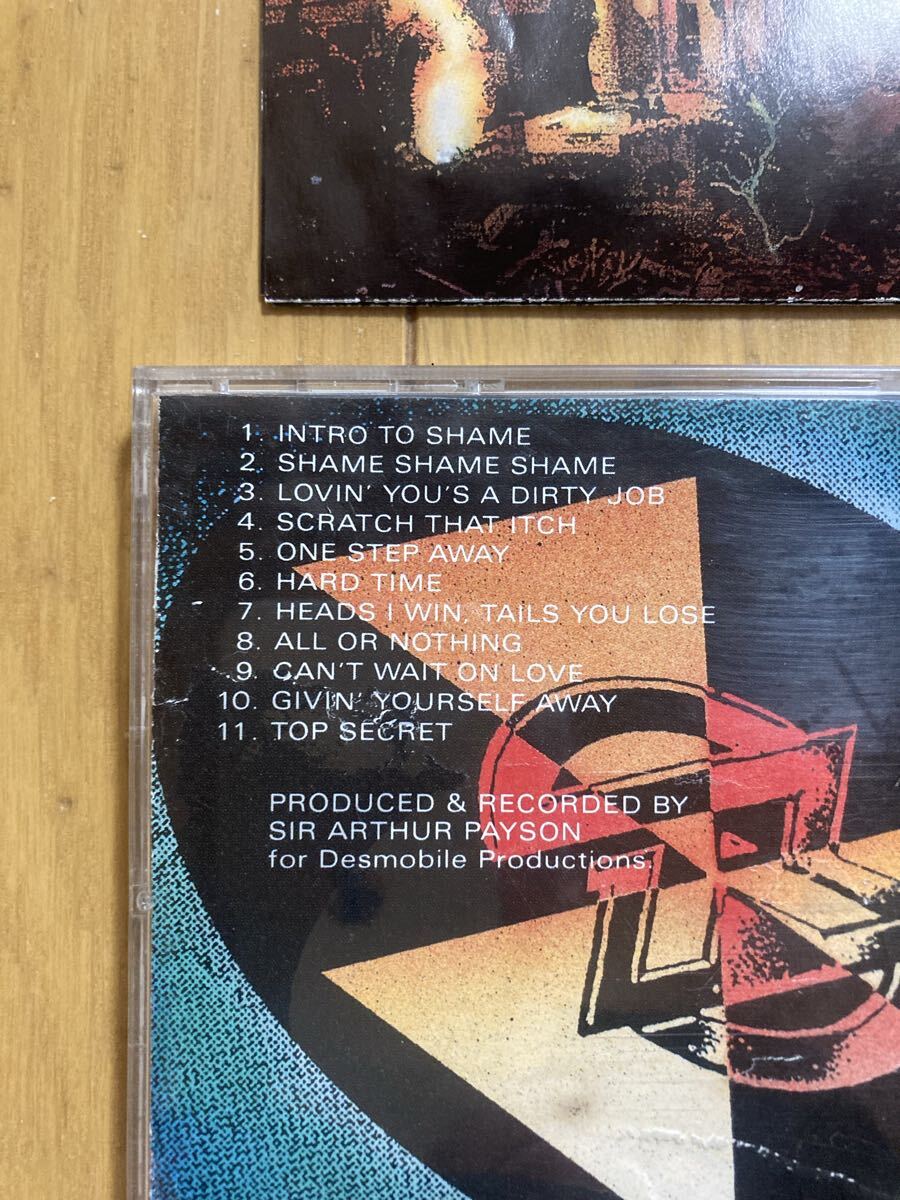 1. INTRO TO SHAME
2. SHAME SHAME SHAME
3. LOVIN' YOU'S A DIRTY JOB
4. SCRATCH THAT ITCH
5. ONE STEP AWAY
6. HARD TIME
7. HEADS I WIN, TAILS YOU LOSE
8. ALL OR NOTHING
9. CAN'T WAIT ON LOVE
10. GIVIN' YOURSELF AWAY
11. TOP SECRET
PRODUCED & RECORDED BY
SIR ARTHUR PAYSON
for Desmobile Productions.